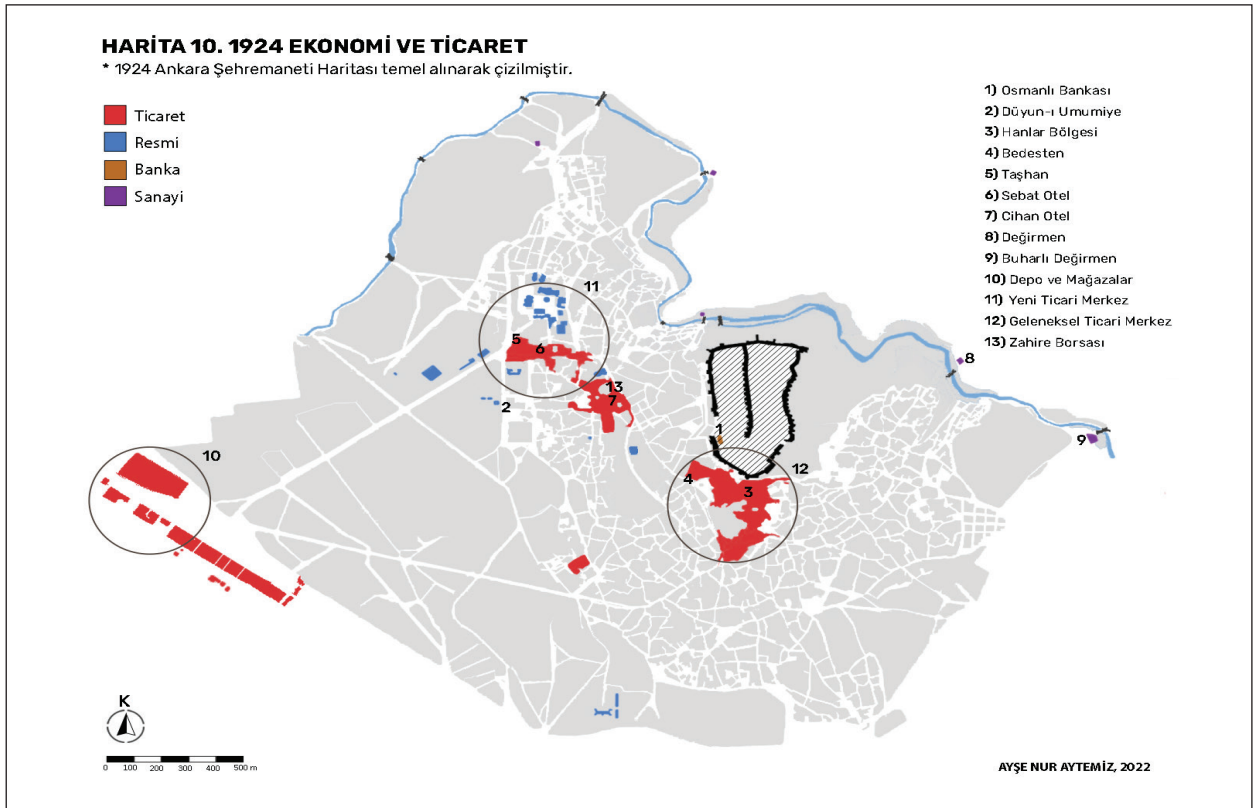 HARİTA 10. 1924 EKONOMİ VE TİCARET
* 1924 Ankara Şehremaneti Haritası temel alınarak çizilmiştir.
Ticaret
Resmi
Banka
Sanayi
1) Osmanlı Bankası
2) Düyun-ı Umumiye
3) Hanlar Bölgesi
4) Bedesten
5) Taşhan
6) Sebat Otel
7) Cihan Otel
8) Değirmen
9) Buharlı Değirmen
10) Depo ve Mağazalar
11) Yeni Ticari Merkez
12) Geleneksel Ticari Merkez
13) Zahire Borsası
11
5
6
8
13
7
2
1
9
10
12
4
3
K
0 100 200 300 400 500 m
AYŞE NUR AYTEMİZ, 2022